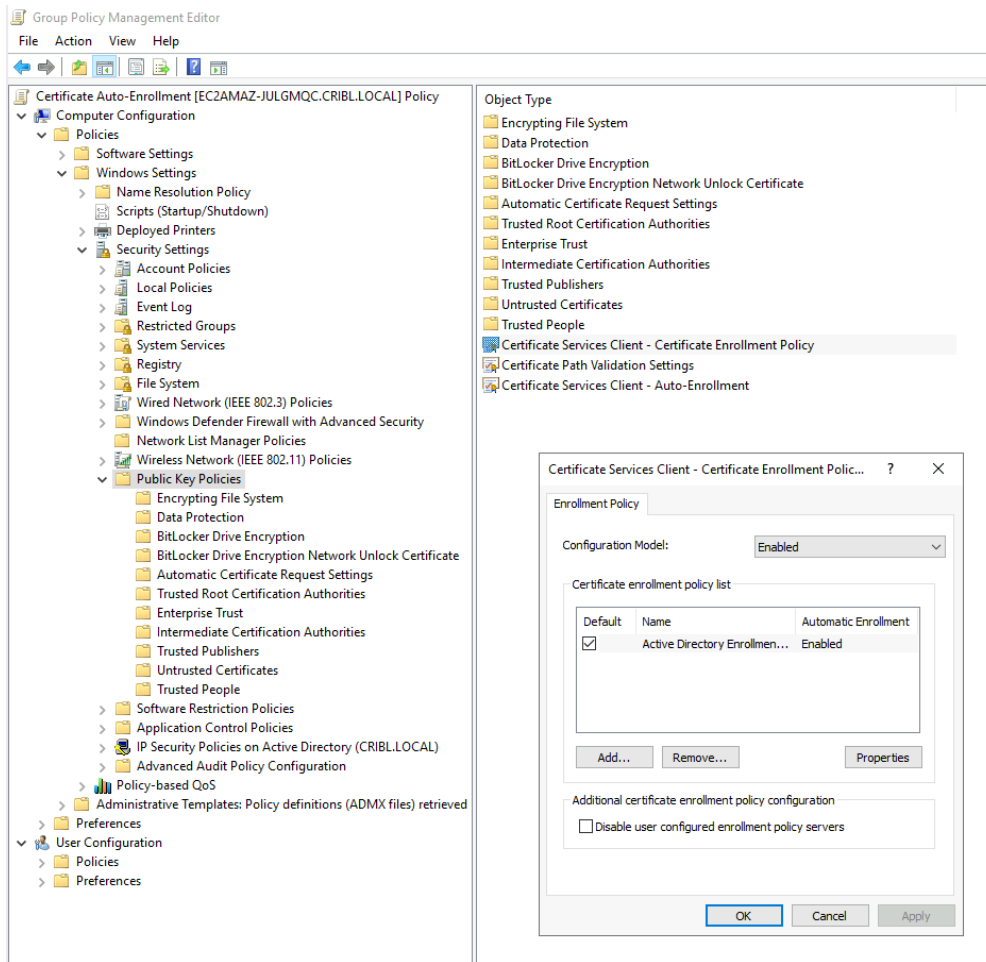 Group Policy Management Editor
File Action View Help
Certificate Auto-Enrollment [EC2AMAZ-JULGMQC.CRIBL.LOCAL] Policy
Computer Configuration
Policies
Software Settings
Windows Settings
Name Resolution Policy
Scripts (Startup/Shutdown)
Deployed Printers
Security Settings
Account Policies
Local Policies
Event Log
Restricted Groups
System Services
Registry
File System
Wired Network (IEEE 802.3) Policies
Windows Defender Firewall with Advanced Security
Network List Manager Policies
Wireless Network (IEEE 802.11) Policies
Public Key Policies
Encrypting File System
Data Protection
BitLocker Drive Encryption
BitLocker Drive Encryption Network Unlock Certificate
Automatic Certificate Request Settings
Trusted Root Certification Authorities
Enterprise Trust
Intermediate Certification Authorities
Trusted Publishers
Untrusted Certificates
Trusted People
Software Restriction Policies
Application Control Policies
IP Security Policies on Active Directory (CRIBL.LOCAL)
Advanced Audit Policy Configuration
Policy-based QoS
Administrative Templates: Policy definitions (ADMX files) retrieved
Preferences
User Configuration
Policies
Preferences
Object Type
Encrypting File System
Data Protection
BitLocker Drive Encryption
BitLocker Drive Encryption Network Unlock Certificate
Automatic Certificate Request Settings
Trusted Root Certification Authorities
Enterprise Trust
Intermediate Certification Authorities
Trusted Publishers
Untrusted Certificates
Trusted People
Certificate Services Client - Certificate Enrollment Policy
Certificate Path Validation Settings
Certificate Services Client - Auto-Enrollment
Certificate Services Client - Certificate Enrollment Polic... ? X
Enrollment Policy
Configuration Model: Enabled
Certificate enrollment policy list
Default Name Automatic Enrollment
Active Directory Enrollmen... Enabled
Add... Remove... Properties
Additional certificate enrollment policy configuration
Disable user configured enrollment policy servers
OK Cancel Apply